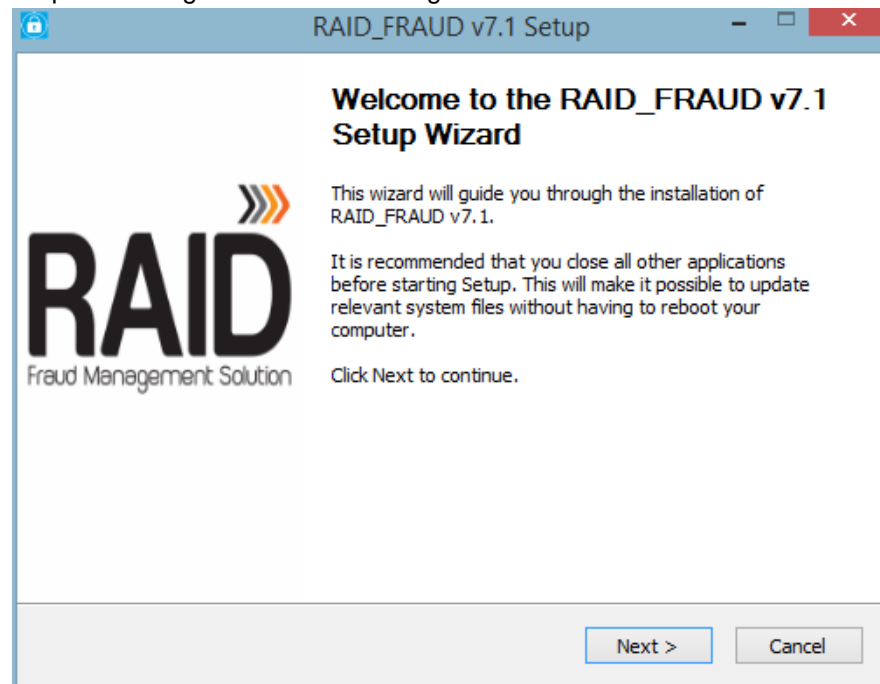 RAID_FRAUD v7.1 Setup
Welcome to the RAID_FRAUD v7.1
Setup Wizard
This wizard will guide you through the installation of
RAID_FRAUD v7.1.
It is recommended that you close all other applications
before starting Setup. This will make it possible to update
relevant system files without having to reboot your
computer.
Click Next to continue.
RAID
Fraud Management Solution
Next >
Cancel